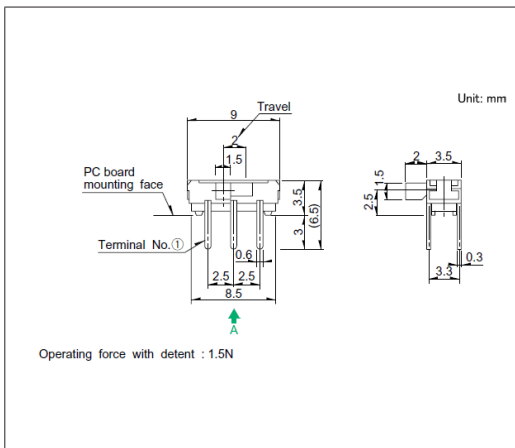 Unit: mm
Travel
9
2
1.5
PC board
mounting face
3.5
(6.5)
3
Terminal No.①
0.6
2.5
2.5
8.5
A
2
3.5
1.5
2.5
0.3
3.3
Operating force with detent : 1.5N